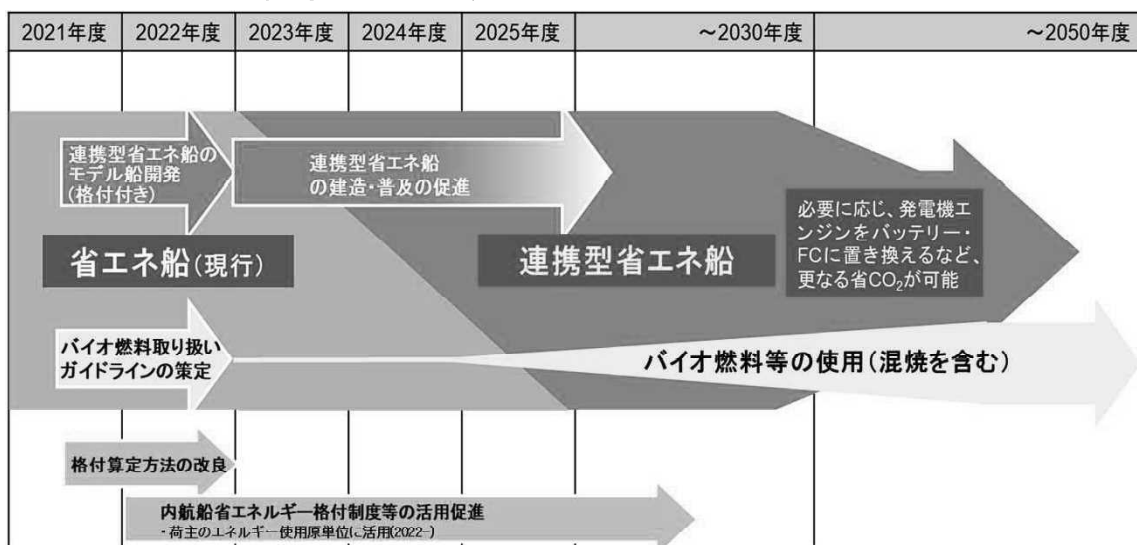 2021年度 2022年度 2023年度 2024年度 2025年度 ～2030年度 ～2050年度
連携型省エネ船の
モデル船開発
(格付付き)
連携型省エネ船
の建造・普及の促進
省エネ船(現行)
連携型省エネ船
必要に応じ、発電機エ
ンジンをバッテリー・
FCに置き換えるなど、
更なる省CO₂が可能
バイオ燃料取り扱い
ガイドラインの策定
バイオ燃料等の使用(混焼を含む)
格付算定方法の改良
内航船省エネルギー格付制度等の活用促進
・荷主のエネルギー使用原単位に活用(2022～)